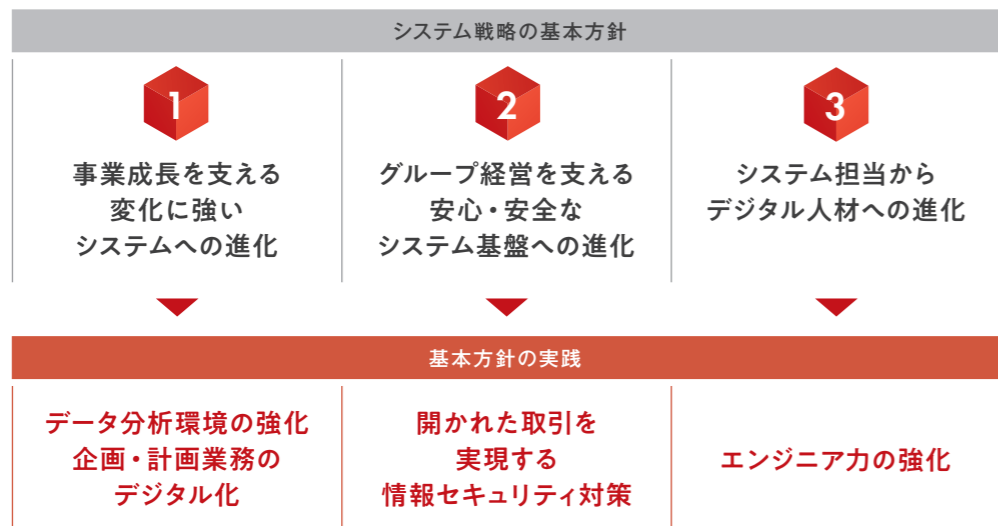 システム戦略の基本方針
1
事業成長を支える
変化に強い
システムへの進化
2
グループ経営を支える
安心・安全な
システム基盤への進化
3
システム担当から
デジタル人材への進化
基本方針の実践
データ分析環境の強化
企画・計画業務の
デジタル化
開かれた取引を
実現する
情報セキュリティ対策
エンジニア力の強化